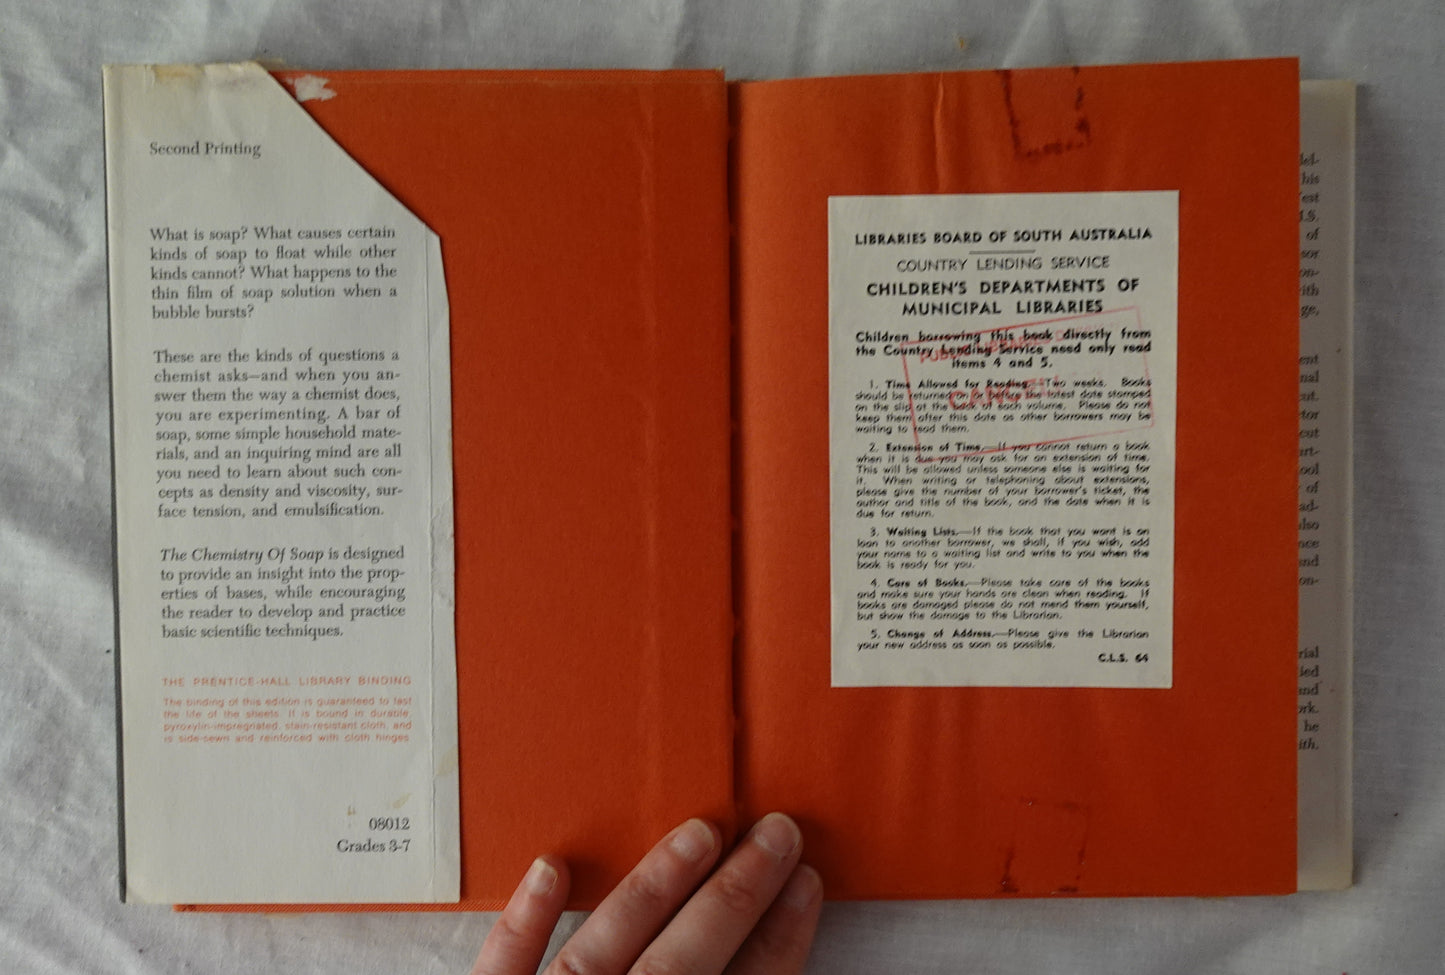 Second Printing
What is soap? What causes certain
kinds of soap to float while other
kinds cannot? What happens to the
thin film of soap solution when a
bubble bursts?
These are the kinds of questions a
chemist asks—and when you an-
swer them the way a chemist does,
you are experimenting. A bar of
soap, some simple household mate-
rials, and an inquiring mind are all
you need to learn about such con-
cepts as density and viscosity, sur-
face tension, and emulsification.
The Chemistry Of Soap is designed
to provide an insight into the prop-
erties of bases, while encouraging
the reader to develop and practice
basic scientific techniques.
THE PRENTICE-HALL LIBRARY BINDING
The binding of this edition is guaranteed to last
the life of the sheets. It is bound in durable,
pyroxylin-impregnated, stain-resistant cloth, and
is side-sewn and reinforced with cloth hinges
08012
Grades 3-7
LIBRARIES BOARD OF SOUTH AUSTRALIA
COUNTRY LENDING SERVICE
CHILDREN'S DEPARTMENTS OF
MUNICIPAL LIBRARIES
Children borrowing this book directly from
the Country Lending Service need only read
items 4 and 5.
1. Time Allowed for Reading.—Two weeks. Books
should be returned on or before the latest date stamped
on the slip at the back of each volume. Please do not
keep them after this date as other borrowers may be
waiting to read them.
2. Extension of Time.—If you cannot return a book
when it is due you may ask for an extension of time.
This will be allowed unless someone else is waiting for
it. When writing or telephoning about extensions,
please give the number of your borrower's ticket, the
author and title of the book, and the date when it is
due for return.
3. Waiting Lists.—If the book that you want is on
loan to another borrower, we shall, if you wish, add
your name to a waiting list and write to you when the
book is ready for you.
4. Care of Books.—Please take care of the books
and make sure your hands are clean when reading. If
books are damaged please do not mend them yourself,
but show the damage to the Librarian.
5. Change of Address.—Please give the Librarian
your new address as soon as possible.
C.L.S. 64